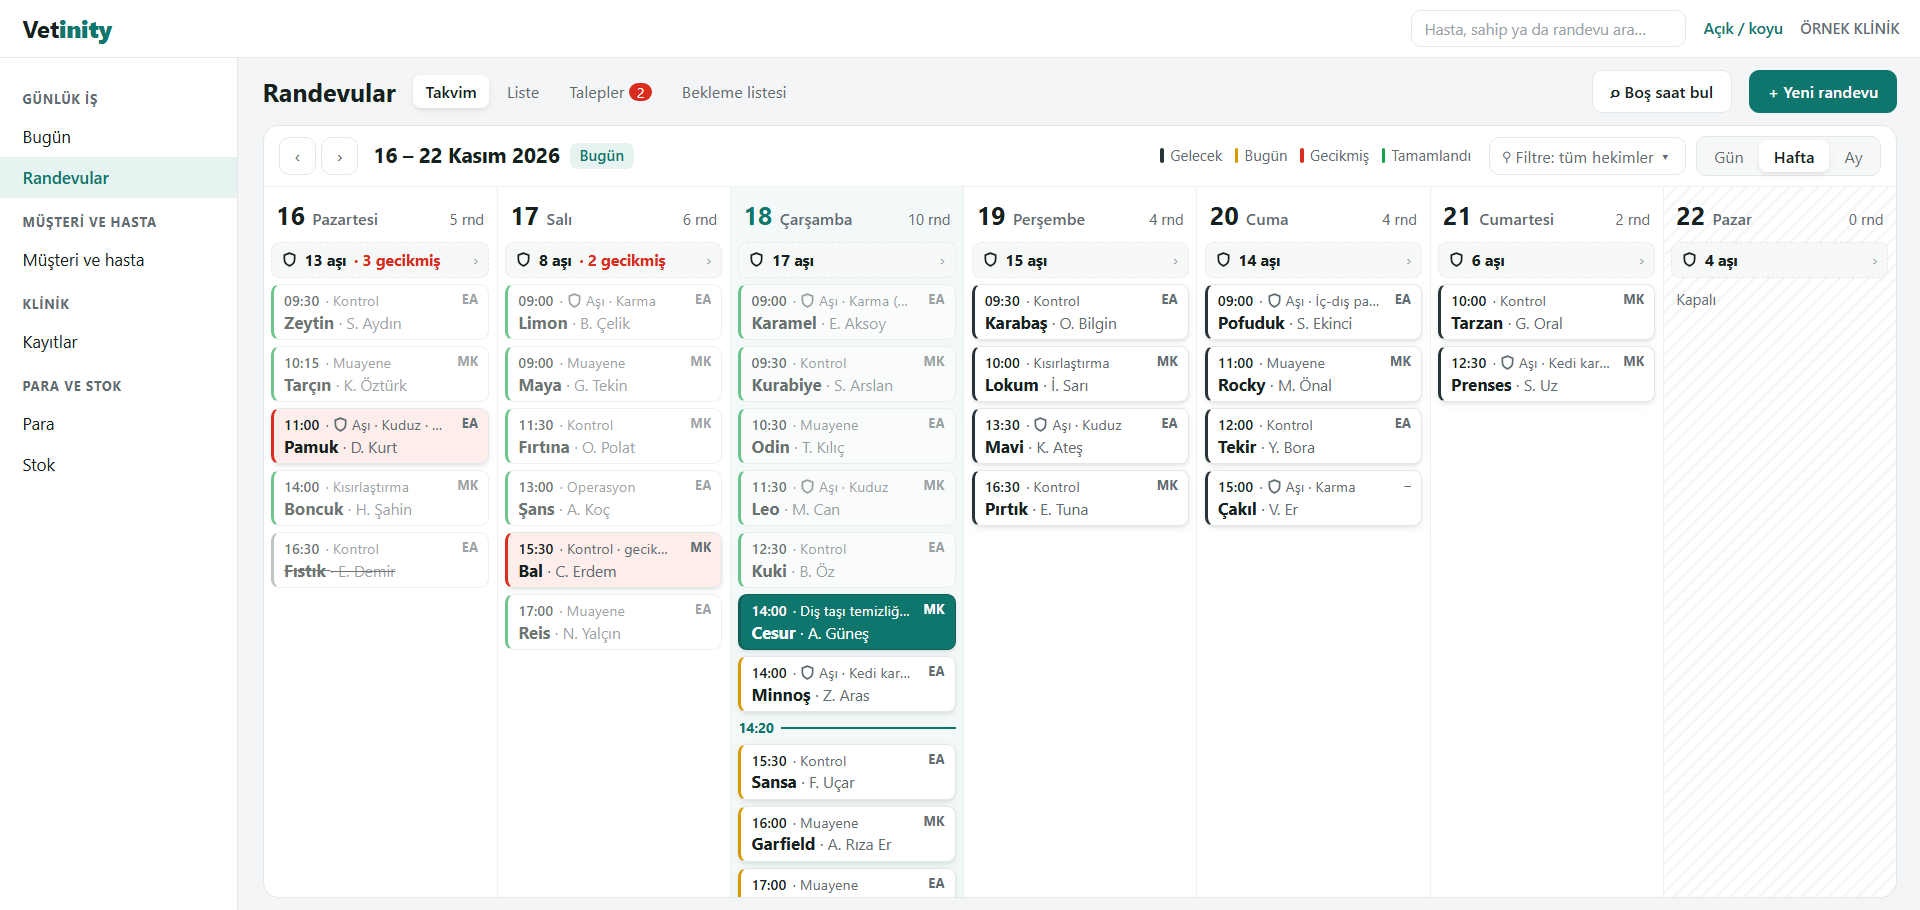 Vetinity
Hasta, sahip ya da randevu ara...
Açık / koyu
ÖRNEK KLİNİK
GÜNLÜK İŞ
Bugün
Randevular
MÜŞTERİ VE HASTA
Müşteri ve hasta
KLİNİK
Kayıtlar
PARA VE STOK
Para
Stok
Randevular
Takvim
Liste
Talepler 2
Bekleme listesi
Boş saat bul
+ Yeni randevu
‹ ›
16 – 22 Kasım 2026
Bugün
Gelecek
Bugün
Gecikmiş
Tamamlandı
Filtre: tüm hekimler ▾
Gün
Hafta
Ay
16 Pazartesi 5 rnd
13 aşı · 3 gecikmiş ›
09:30 · Kontrol EA
Zeytin · S. Aydın
10:15 · Muayene MK
Tarçın · K. Öztürk
11:00 · Aşı · Kuduz · ... EA
Pamuk · D. Kurt
14:00 · Kısırlaştırma MK
Boncuk · H. Şahin
16:30 · Kontrol EA
Fıstık · E. Demir
17 Salı 6 rnd
8 aşı · 2 gecikmiş ›
09:00 · Aşı · Karma EA
Limon · B. Çelik
09:00 · Muayene MK
Maya · G. Tekin
11:30 · Kontrol MK
Fırtına · O. Polat
13:00 · Operasyon EA
Şans · A. Koç
15:30 · Kontrol · gecik... MK
Bal · C. Erdem
17:00 · Muayene EA
Reis · N. Yalçın
18 Çarşamba 10 rnd
17 aşı ›
09:00 · Aşı · Karma (... EA
Karamel · E. Aksoy
09:30 · Kontrol MK
Kurabiye · S. Arslan
10:30 · Muayene EA
Odin · T. Kılıç
11:30 · Aşı · Kuduz MK
Leo · M. Can
12:30 · Kontrol EA
Kuki · B. Öz
14:00 · Diş taşı temizliğ... MK
Cesur · A. Güneş
14:00 · Aşı · Kedi kar... EA
Minnoş · Z. Aras
14:20
15:30 · Kontrol EA
Sansa · F. Uçar
16:00 · Muayene MK
Garfield · A. Rıza Er
17:00 · Muayene EA
19 Perşembe 4 rnd
15 aşı ›
09:30 · Kontrol EA
Karabaş · O. Bilgin
10:00 · Kısırlaştırma MK
Lokum · İ. Sarı
13:30 · Aşı · Kuduz EA
Mavi · K. Ateş
16:30 · Kontrol MK
Pırtık · E. Tuna
20 Cuma 4 rnd
14 aşı ›
09:00 · Aşı · İç-dış pa... EA
Pofuduk · S. Ekinci
11:00 · Muayene MK
Rocky · M. Önal
12:00 · Kontrol EA
Tekir · Y. Bora
15:00 · Aşı · Karma –
Çakıl · V. Er
21 Cumartesi 2 rnd
6 aşı ›
10:00 · Kontrol MK
Tarzan · G. Oral
12:30 · Aşı · Kedi kar... MK
Prenses · S. Uz
22 Pazar 0 rnd
4 aşı ›
Kapalı